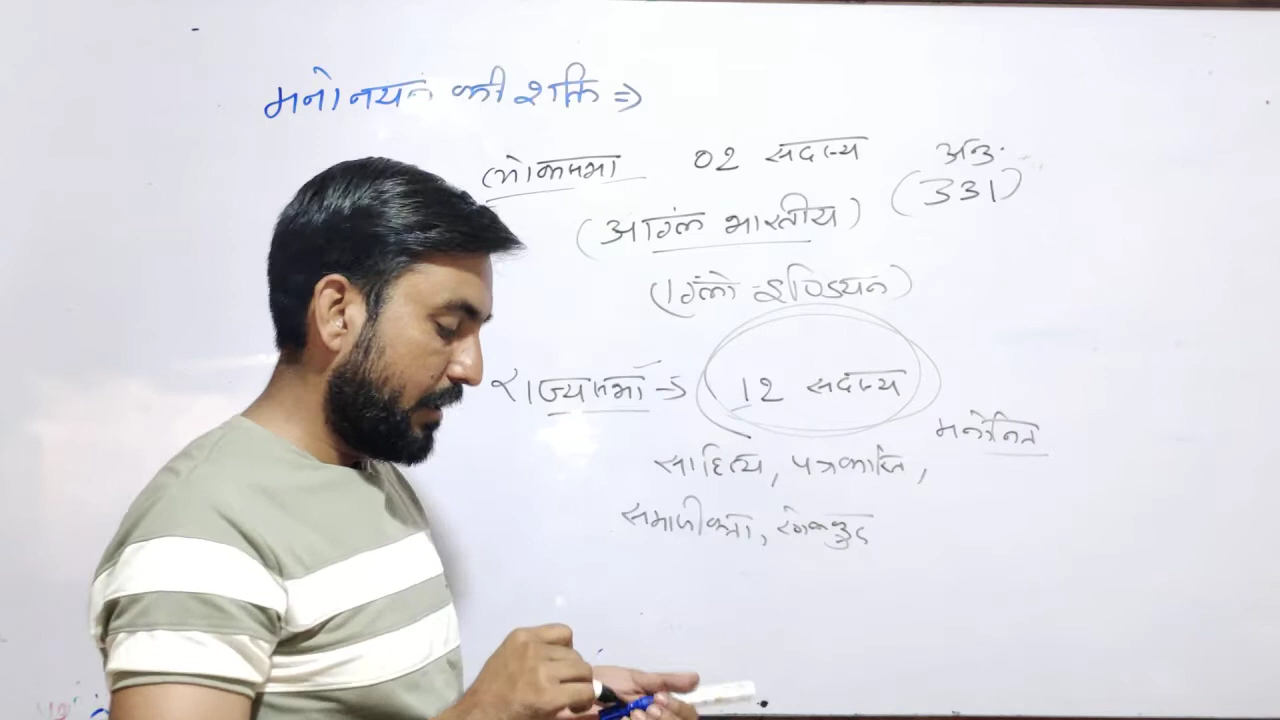 मनोनयन की शक्ति ⇒
लोकसभा 02 सदस्य अनु.
(आंग्ल भारतीय) (331)
(एंग्लो-इण्डियन)
राज्यसभा → 12 सदस्य
मनोनित
साहित्य, पत्रकारिता,
समाजसेवा, खेलकूद